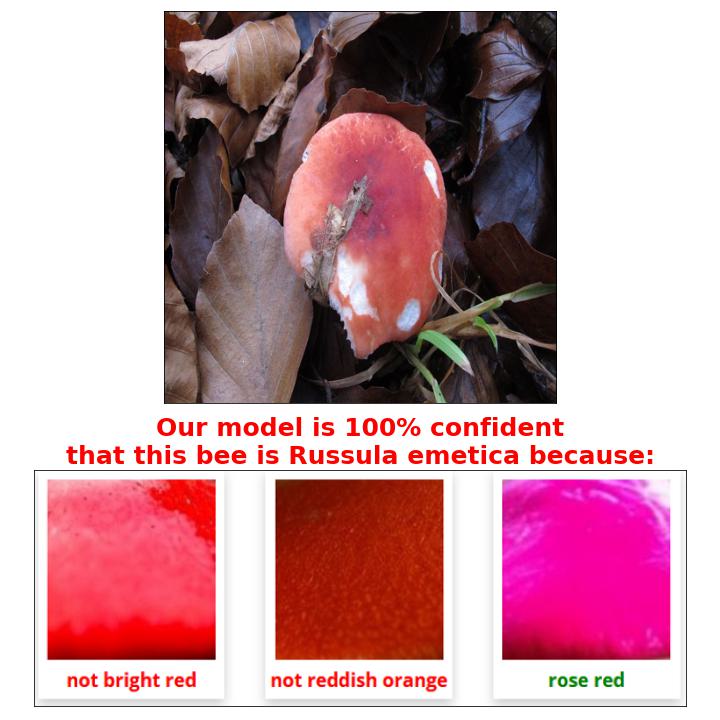 Our model is 100% confident
that this bee is Russula emetica because:
not bright red
not reddish orange
rose red